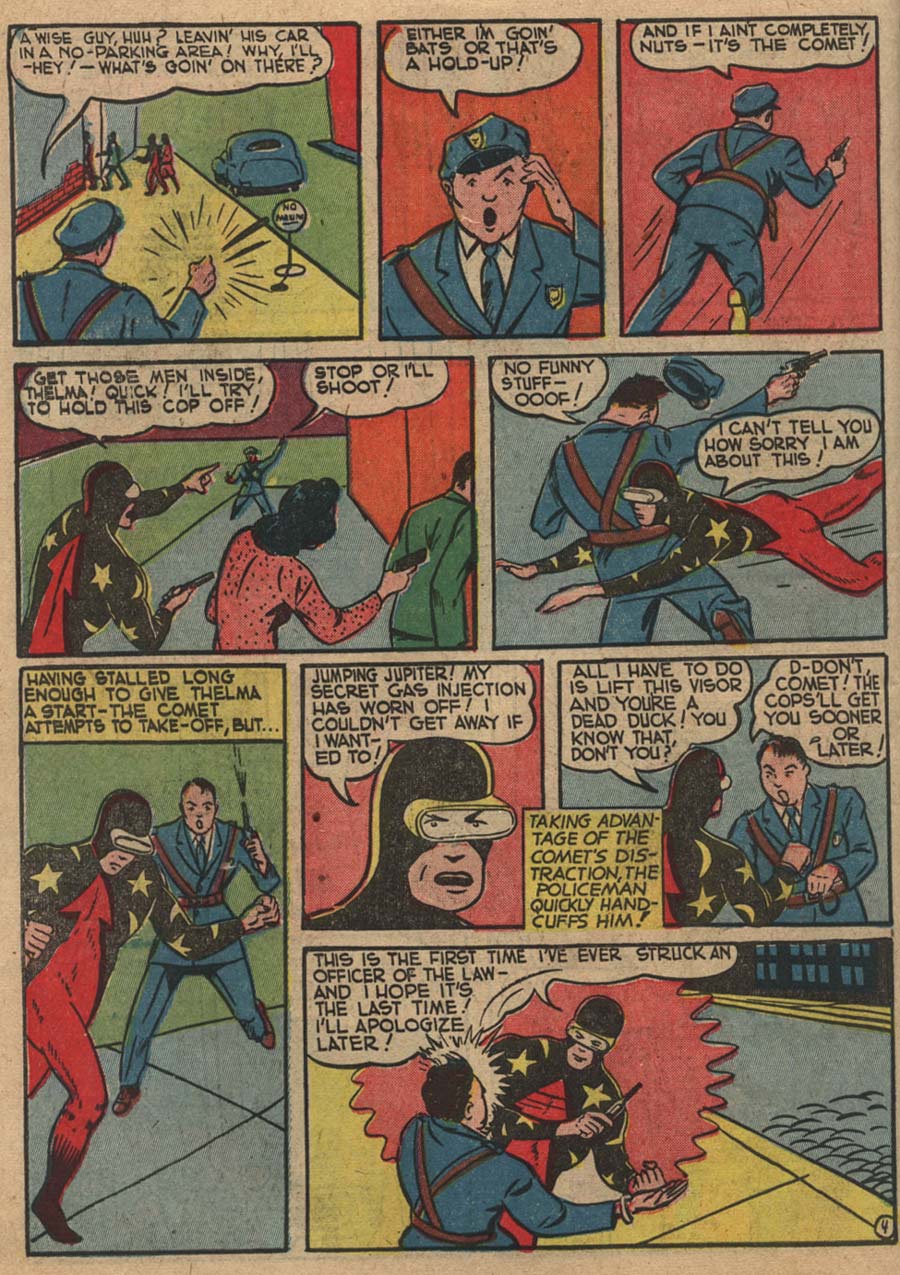 A WISE GUY, HUH? LEAVIN' HIS CAR
IN A NO-PARKING AREA! WHY, I'LL
-HEY!-WHAT'S GOIN' ON THERE?
NO
EITHER I'M GOIN'
BATS OR THAT'S
A HOLD-UP!
AND IF I AIN'T COMPLETELY
NUTS-IT'S THE COMET!
GET THOSE MEN INSIDE,
THELMA! QUICK! I'LL TRY
TO HOLD THIS COP OFF!
STOP OR I'LL
SHOOT!
NO FUNNY
STUFF-
OOOF!
I CAN'T TELL YOU
HOW SORRY I AM
ABOUT THIS!
HAVING STALLED LONG
ENOUGH TO GIVE THELMA
A START-THE COMET
ATTEMPTS TO TAKE-OFF, BUT...
JUMPING JUPITER! MY
SECRET GAS INJECTION
HAS WORN OFF! I
COULDN'T GET AWAY IF
I WANT-
ED TO!
ALL I HAVE TO DO
IS LIFT THIS VISOR
AND YOU'RE A
DEAD DUCK! YOU
KNOW THAT,
DON'T YOU?
D-DON'T,
COMET! THE
COPS'LL GET
YOU SOONER
OR
LATER!
TAKING ADVAN-
TAGE OF THE
COMET'S DIS-
TRACTION, THE
POLICEMAN
QUICKLY HAND-
CUFFS HIM!
THIS IS THE FIRST TIME I'VE EVER STRUCK AN
OFFICER OF THE LAW-
AND I HOPE IT'S
THE LAST TIME!
I'LL APOLOGIZE
LATER!
4